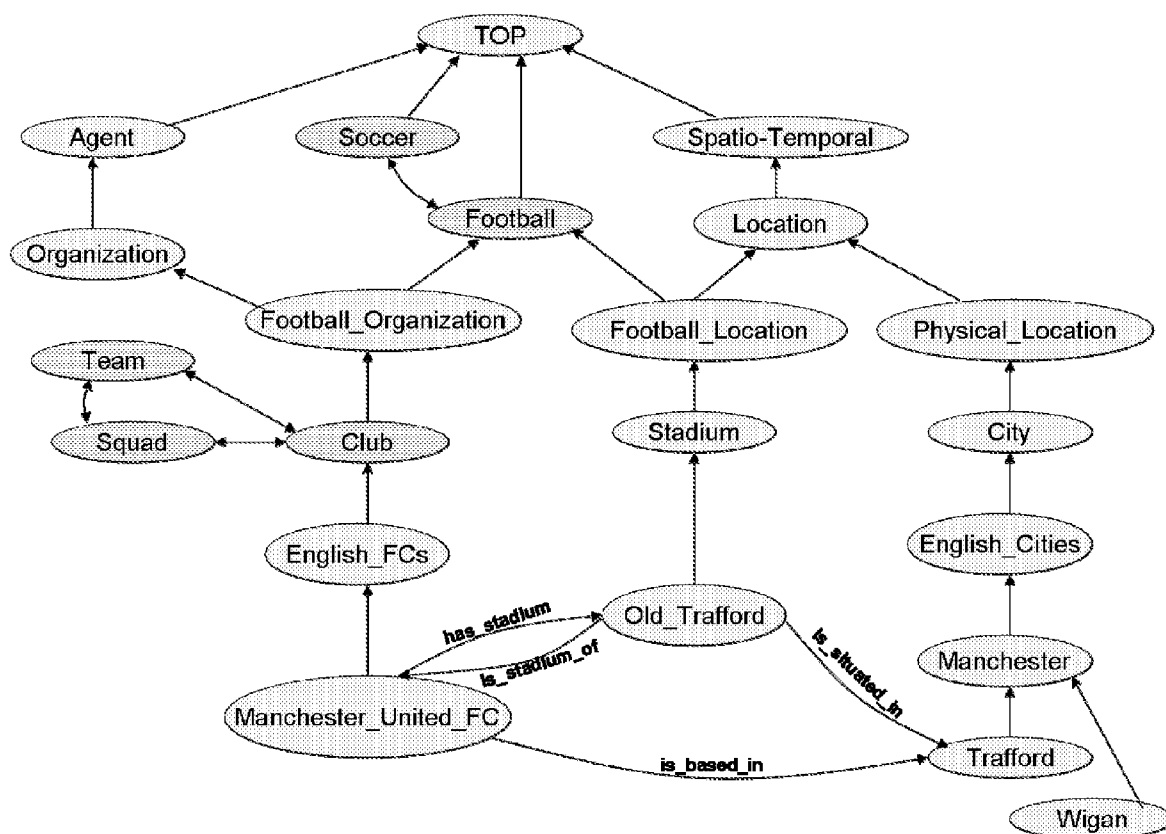 TOP
Agent
Soccer
Spatio-Temporal
Football
Location
Organization
Football_Organization
Football_Location
Physical_Location
Team
Squad
Club
Stadium
City
English_FCs
English_Cities
has_stadium
Old_Trafford
is_stadium_of
is_situated_in
Manchester
Manchester_United_FC
is_based_in
Trafford
Wigan